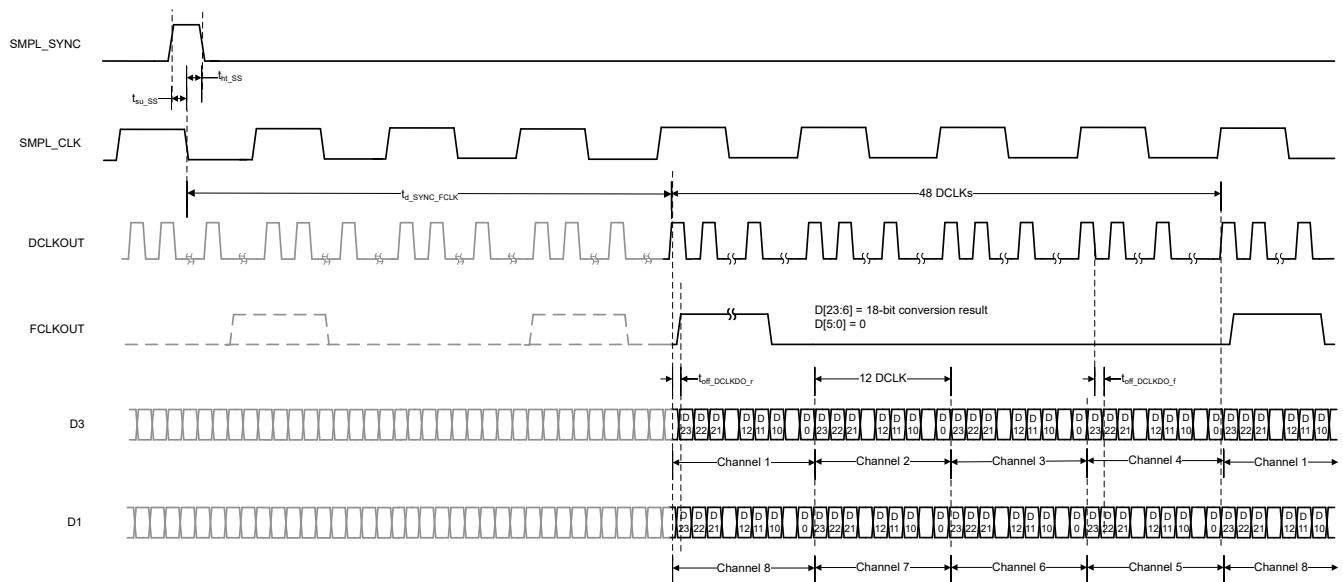 SMPL_SYNC
tht_SS
tsu_SS
SMPL_CLK
td_SYNC_FCLK
48 DCLKs
DCLKOUT
D[23:6] = 18-bit conversion result
D[5:0] = 0
FCLKOUT
toff_DCLKDO_r
12 DCLK
toff_DCLKDO_f
D3
D D D D D D D D D D D D D D D D D D D D D D D D D D D D D D D D D D
23 22 21 12 11 10 0 23 22 21 12 11 10 0 23 22 21 12 11 10 0 23 22 21 12 11 10 0 23 22 21 12 11 10
Channel 1 Channel 2 Channel 3 Channel 4 Channel 1
D1
D D D D D D D D D D D D D D D D D D D D D D D D D D D D D D D D D D
23 22 21 12 11 10 0 23 22 21 12 11 10 0 23 22 21 12 11 10 0 23 22 21 12 11 10 0 23 22 21 12 11 10
Channel 8 Channel 7 Channel 6 Channel 5 Channel 8